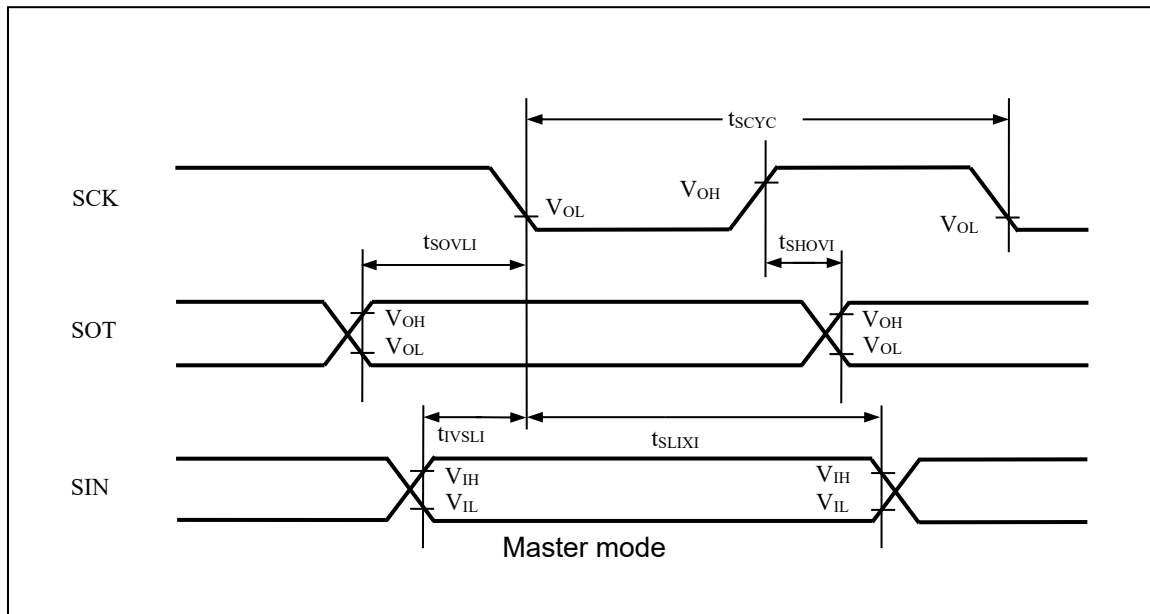 tSCYC
SCK
VOH
VOL
VOL
tSOVLI
tSHOVI
SOT
VOH
VOL
VOH
VOL
tIVSLI
tSLIXI
SIN
VIH
VIL
VIH
VIL
Master mode